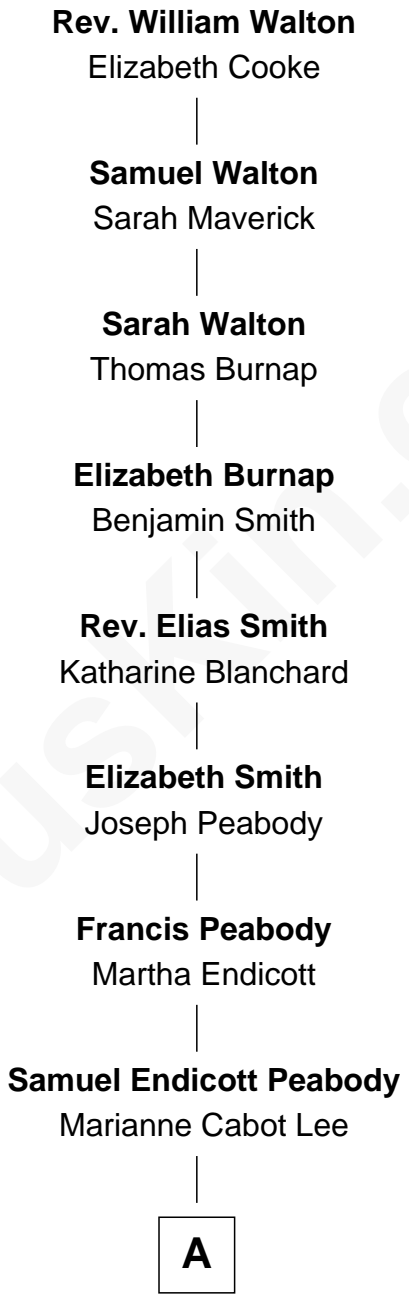 Rev. William Walton
Elizabeth Cooke
Samuel Walton
Sarah Maverick
Sarah Walton
Thomas Burnap
Elizabeth Burnap
Benjamin Smith
Rev. Elias Smith
Katharine Blanchard
Elizabeth Smith
Joseph Peabody
Francis Peabody
Martha Endicott
Samuel Endicott Peabody
Marianne Cabot Lee
A